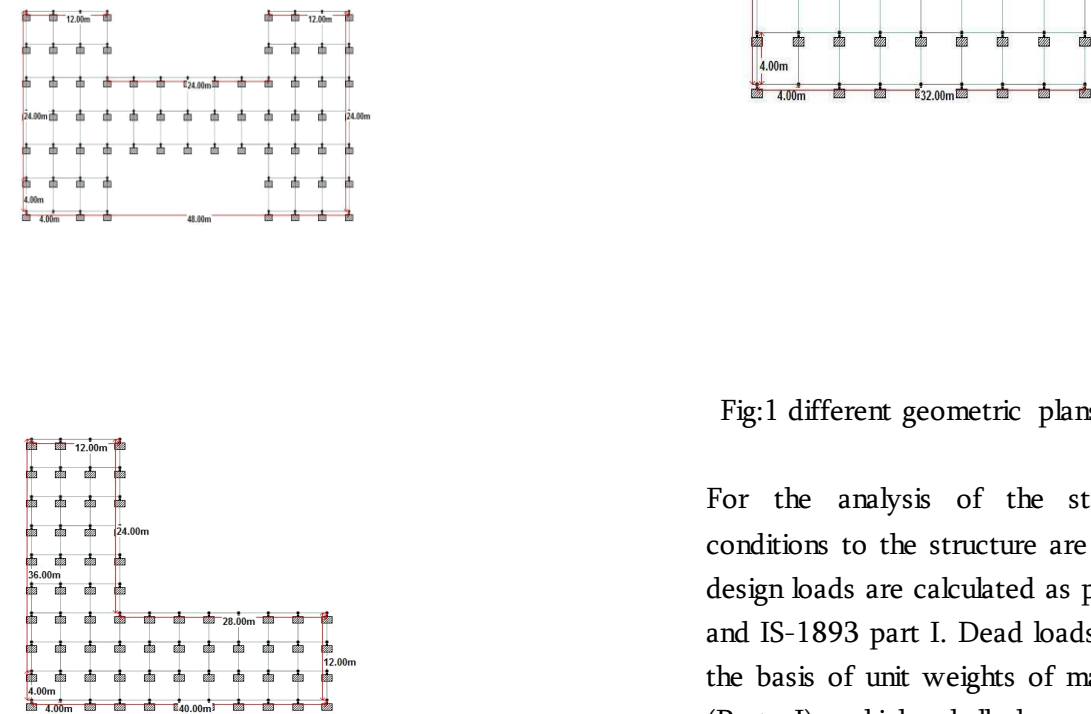 12.00m
12.00m
24.00m
24.00m
24.00m
4.00m
4.00m
48.00m
12.00m
24.00m
36.00m
28.00m
12.00m
4.00m
4.00m
40.00m
4.00m
4.00m
32.00m
Fig:1 different geometric plans
For the analysis of the st
conditions to the structure are
design loads are calculated as p
and IS-1893 part I. Dead loads
the basis of unit weights of ma